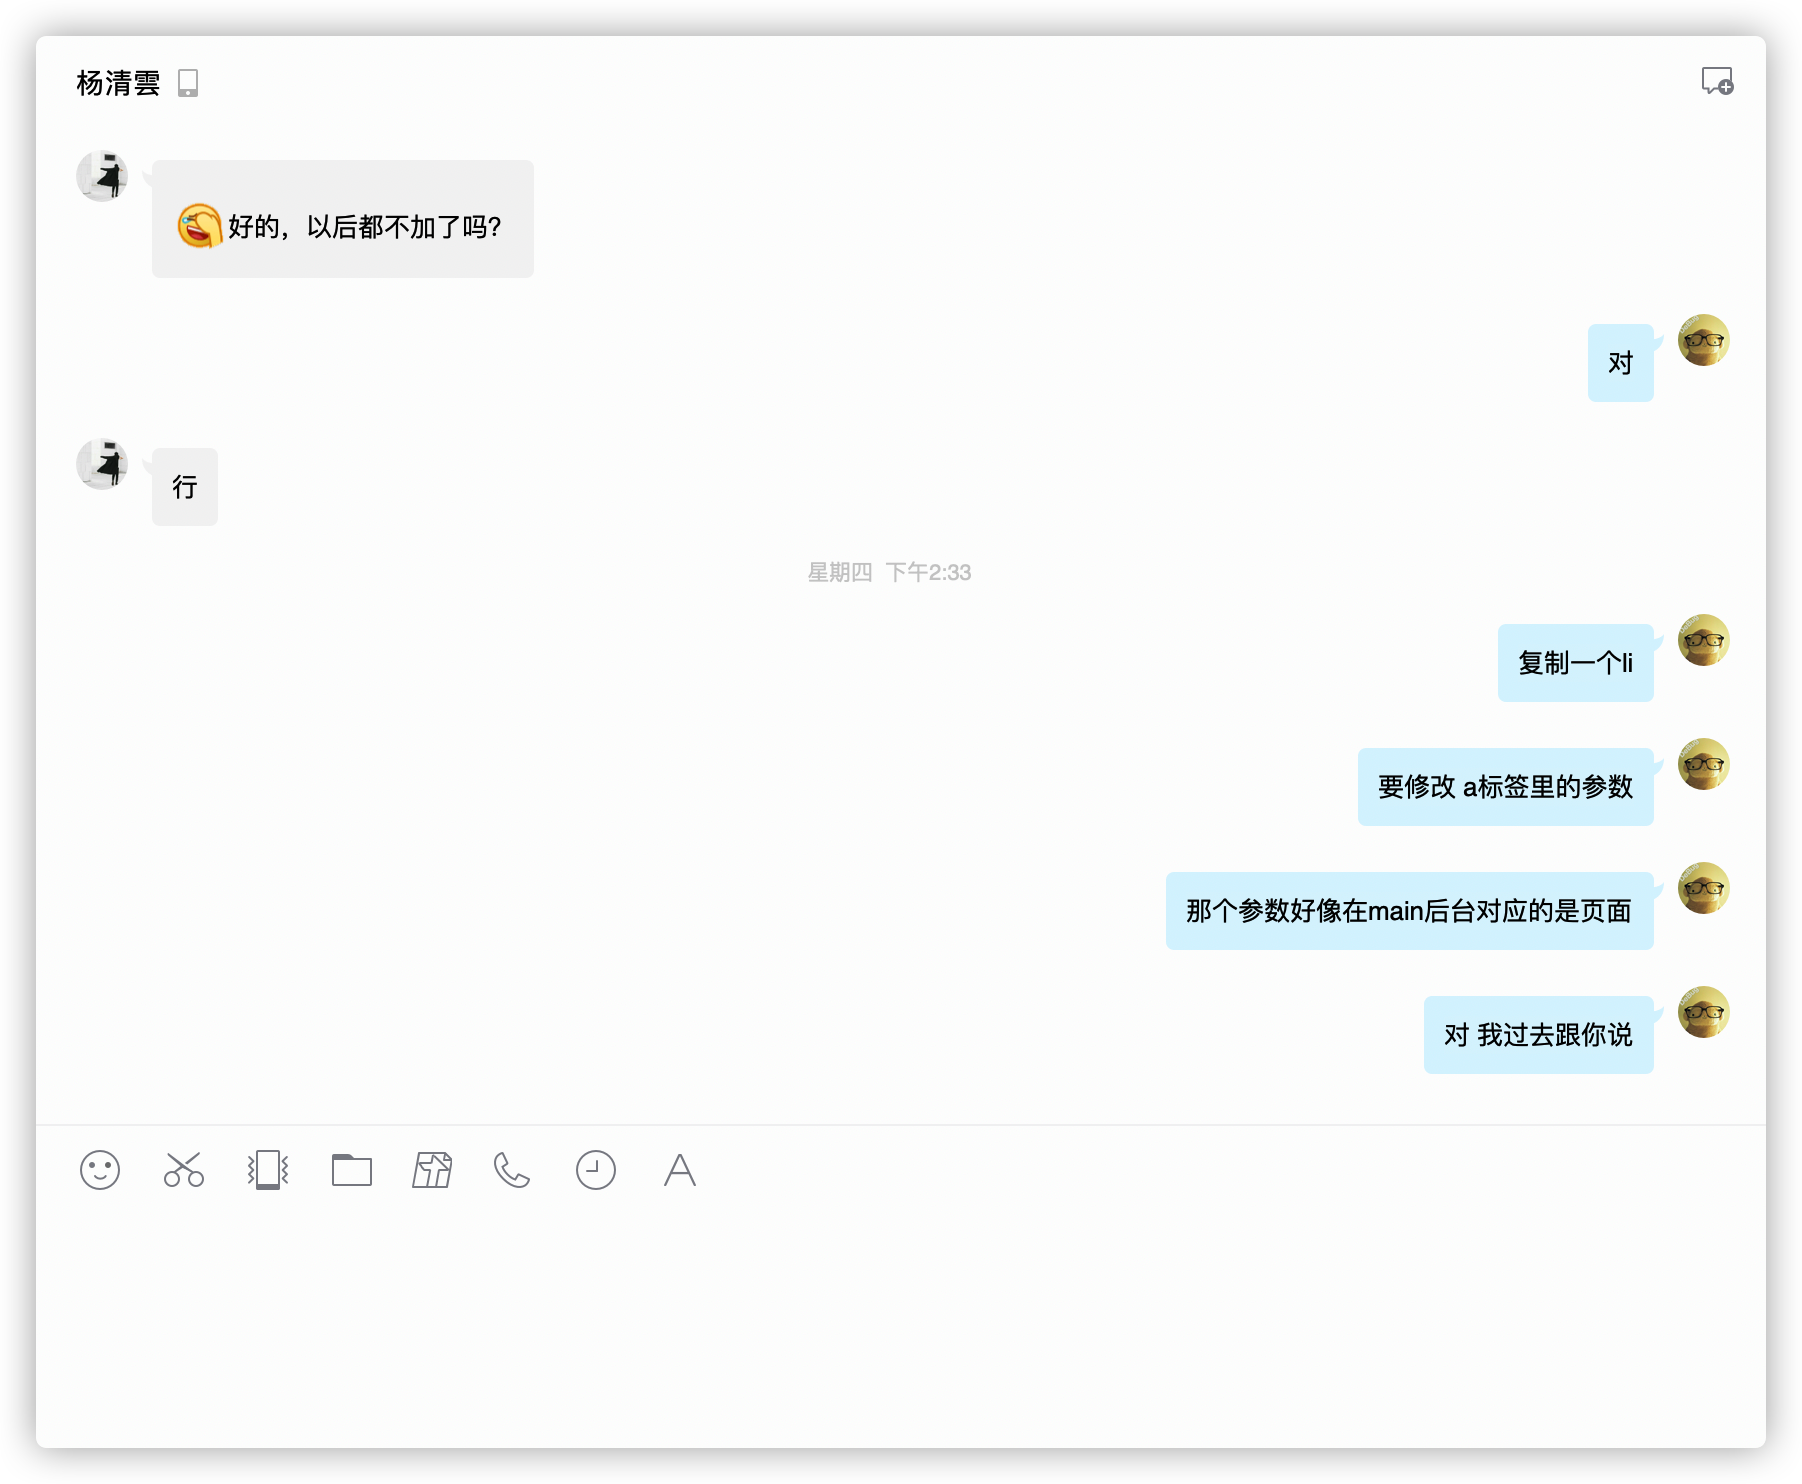 杨清雲
好的，以后都不加了吗？
对
行
星期四 下午2:33
复制一个li
要修改 a标签里的参数
那个参数好像在main后台对应的是页面
对 我过去跟你说